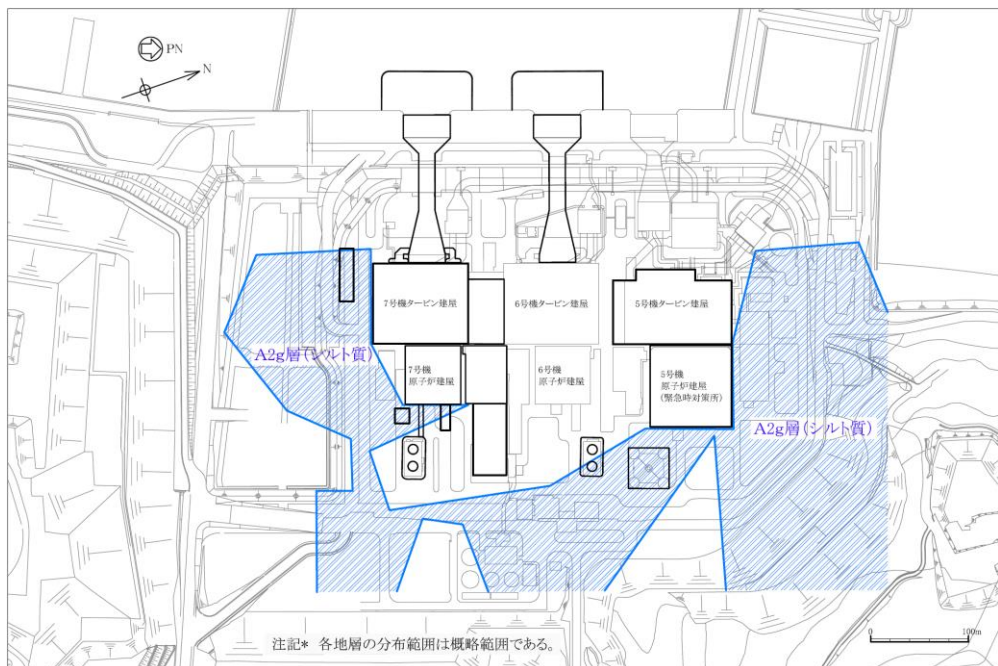 PN
N
7号機タービン建屋
6号機タービン建屋
5号機タービン建屋
A2g層(シルト質)
7号機
原子炉建屋
6号機
原子炉建屋
5号機
原子炉建屋
(緊急時対策所)
A2g層(シルト質)
注記* 各地層の分布範囲は概略範囲である。
0
100m